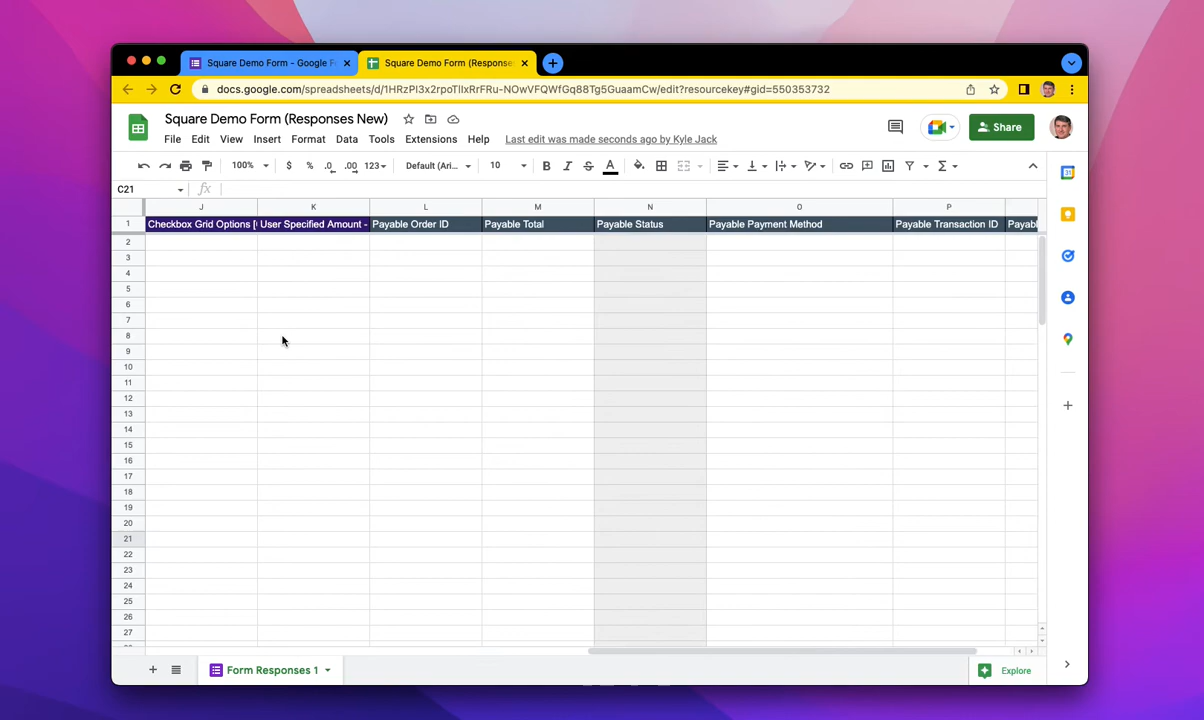 Square Demo Form - Google F
Square Demo Form (Response
docs.google.com/spreadsheets/d/1HRzPl3x2rpoTlIxRrFRu-NOwVFQWfGq88Tg5GuaamCw/edit?resourcekey#gid=550353732
Square Demo Form (Responses New)
File Edit View Insert Format Data Tools Extensions Help Last edit was made seconds ago by Kyle Jack
Share
100% $ % .0 .00 123 Default (Ari... 10 B I S A
C21 fx
J K L M N O P
1 Checkbox Grid Options [ User Specified Amount - Payable Order ID Payable Total Payable Status Payable Payment Method Payable Transaction ID Payabl
2
3
4
5
6
7
8
9
10
11
12
13
14
15
16
17
18
19
20
21
22
23
24
25
26
27
Form Responses 1
Explore